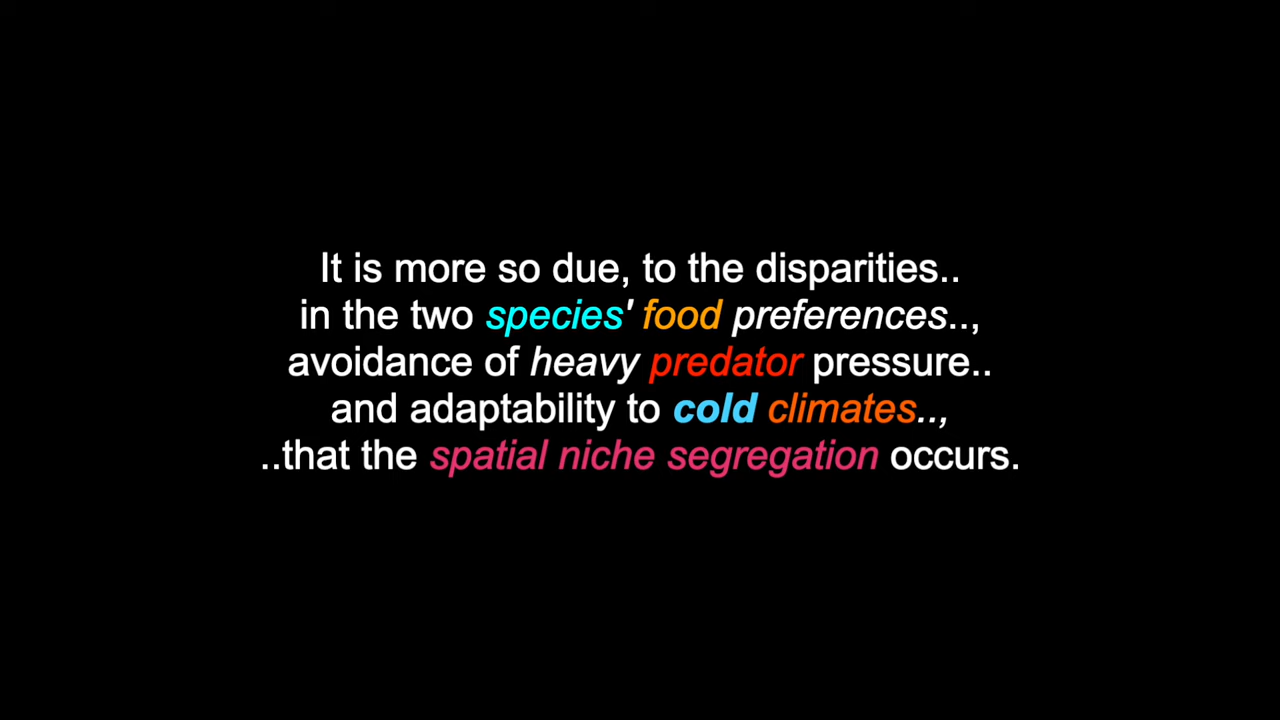 It is more so due, to the disparities..
in the two species' food preferences..,
avoidance of heavy predator pressure..
and adaptability to cold climates..,
..that the spatial niche segregation occurs.